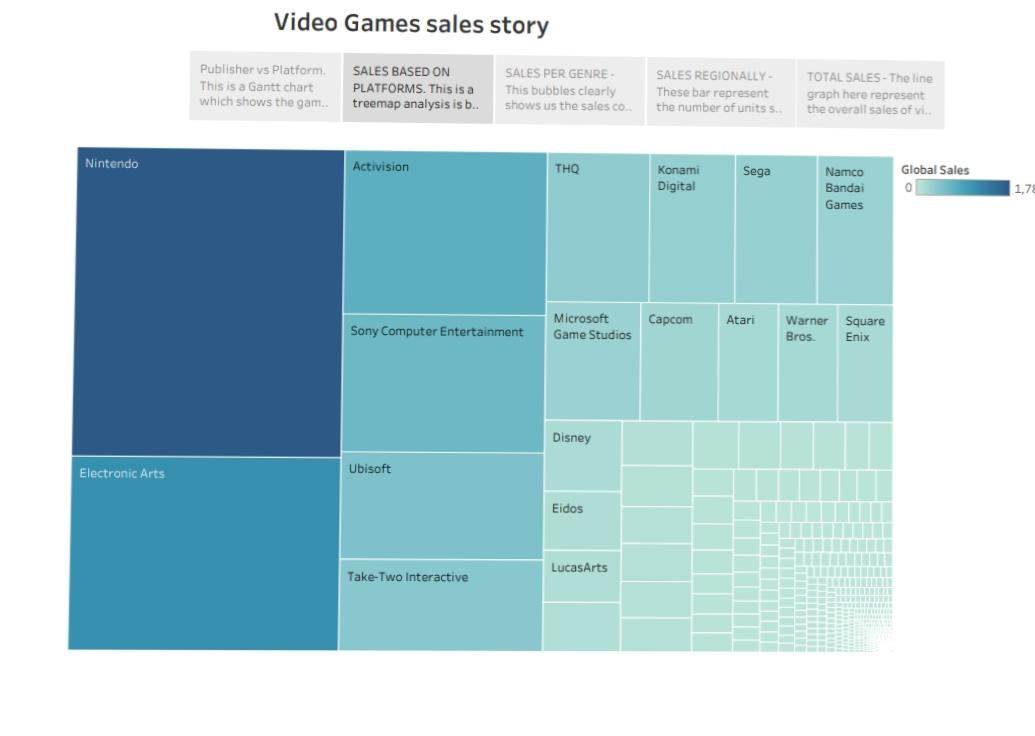 Video Games sales story
Publisher vs Platform.
This is a Gantt chart
which shows the gam..
SALES BASED ON
PLATFORMS. This is a
treemap analysis is b..
SALES PER GENRE -
This bubbles clearly
shows us the sales co..
SALES REGIONALLY -
These bar represent
the number of units s..
TOTAL SALES - The line
graph here represent
the overall sales of vi..
Nintendo
Electronic Arts
Activision
Sony Computer Entertainment
Ubisoft
Take-Two Interactive
THQ
Konami
Digital
Sega
Namco
Bandai
Games
Microsoft
Game Studios
Capcom
Atari
Warner
Bros.
Square
Enix
Disney
Eidos
LucasArts
Global Sales
0